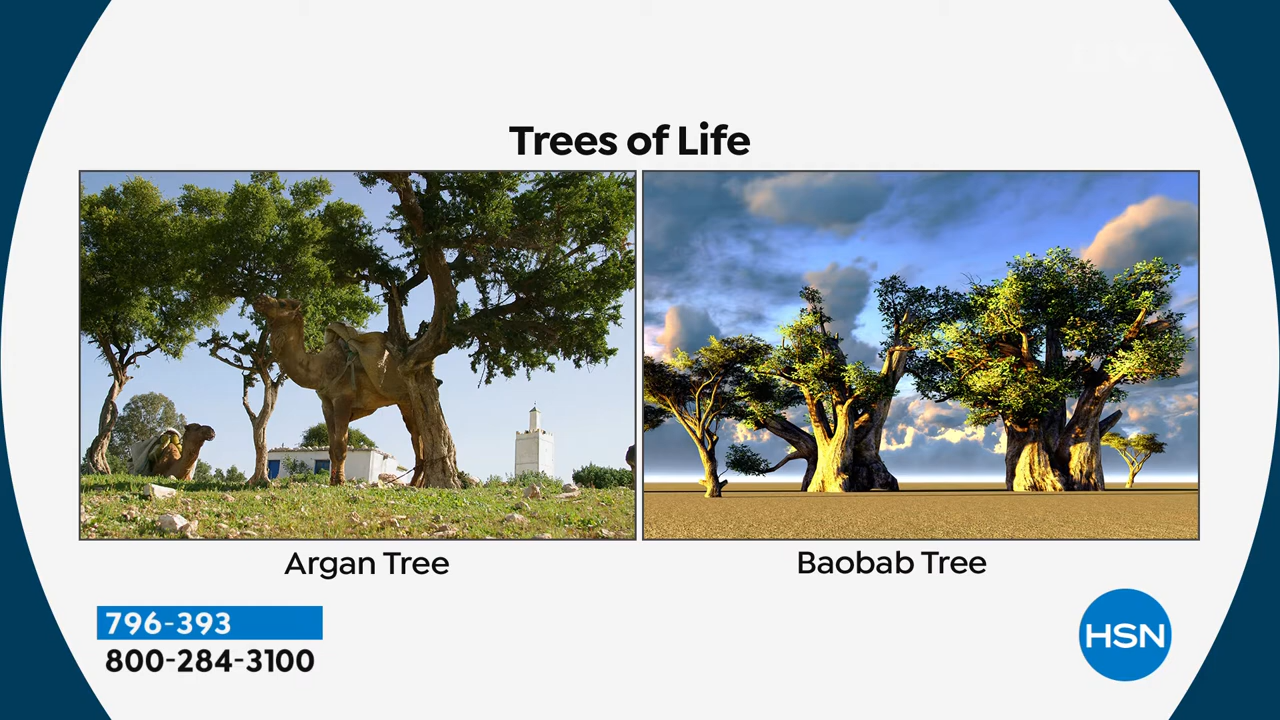 Trees of Life
Argan Tree
Baobab Tree
796-393
800-284-3100
HSN